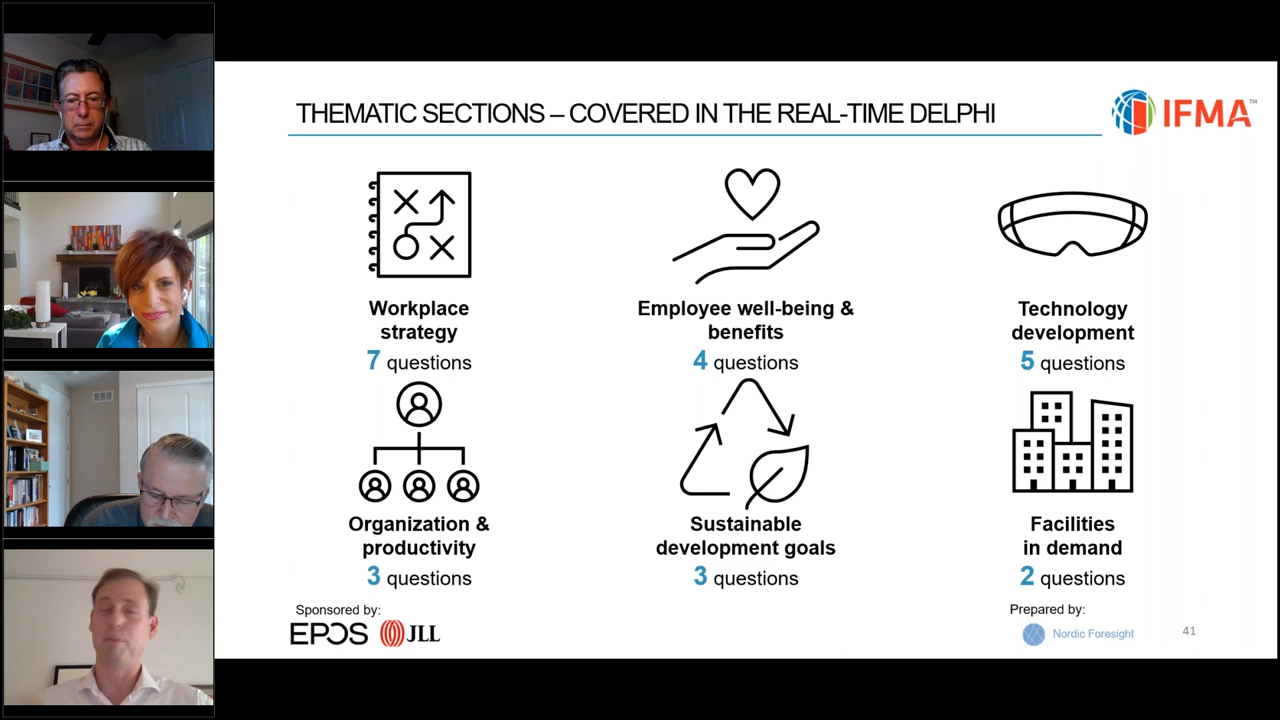 THEMATIC SECTIONS – COVERED IN THE REAL-TIME DELPHI
IFMA™
Workplace
strategy
7 questions
Employee well-being &
benefits
4 questions
Technology
development
5 questions
Organization &
productivity
3 questions
Sustainable
development goals
3 questions
Facilities
in demand
2 questions
Sponsored by:
EPOS JLL
Prepared by:
Nordic Foresight
41